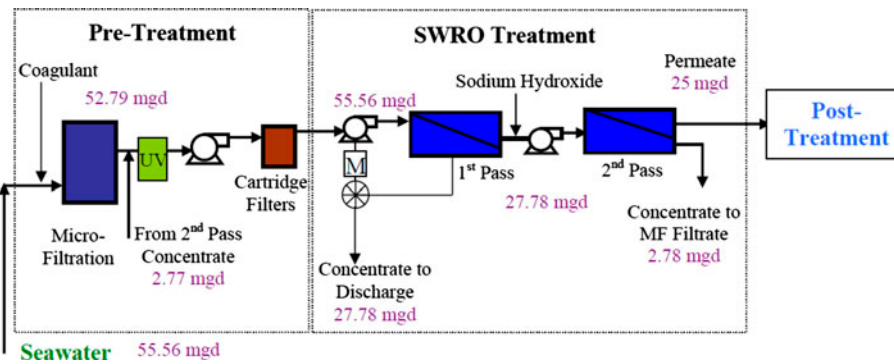 Pre-Treatment
SWRO Treatment
Coagulant
52.79 mgd
UV
Cartridge
Filters
Micro-
Filtration
From 2nd Pass
Concentrate
2.77 mgd
Seawater 55.56 mgd
55.56 mgd
Sodium Hydroxide
Permeate
25 mgd
M
1st Pass
2nd Pass
27.78 mgd
Concentrate to
Discharge
27.78 mgd
Concentrate to
MF Filtrate
2.78 mgd
Post-
Treatment